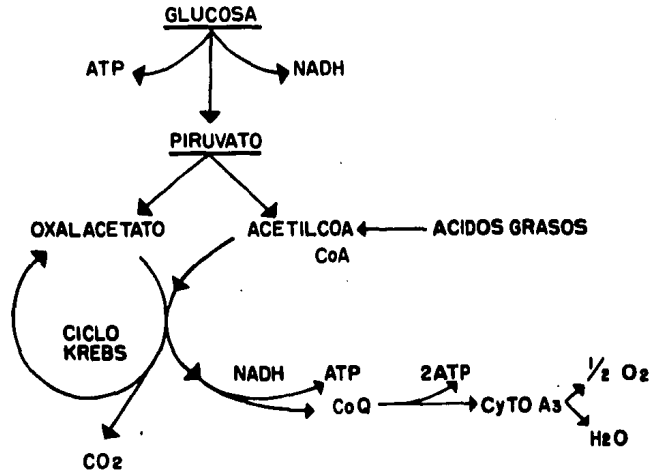 GLUCOSA
ATP
NADH
PIRUVATO
OXALACETATO
ACETILCOA
ACIDOS GRASOS
CoA
CICLO
KREBS
NADH
ATP
2ATP
1/2 O2
CoQ
CyTO A3
H2O
CO2